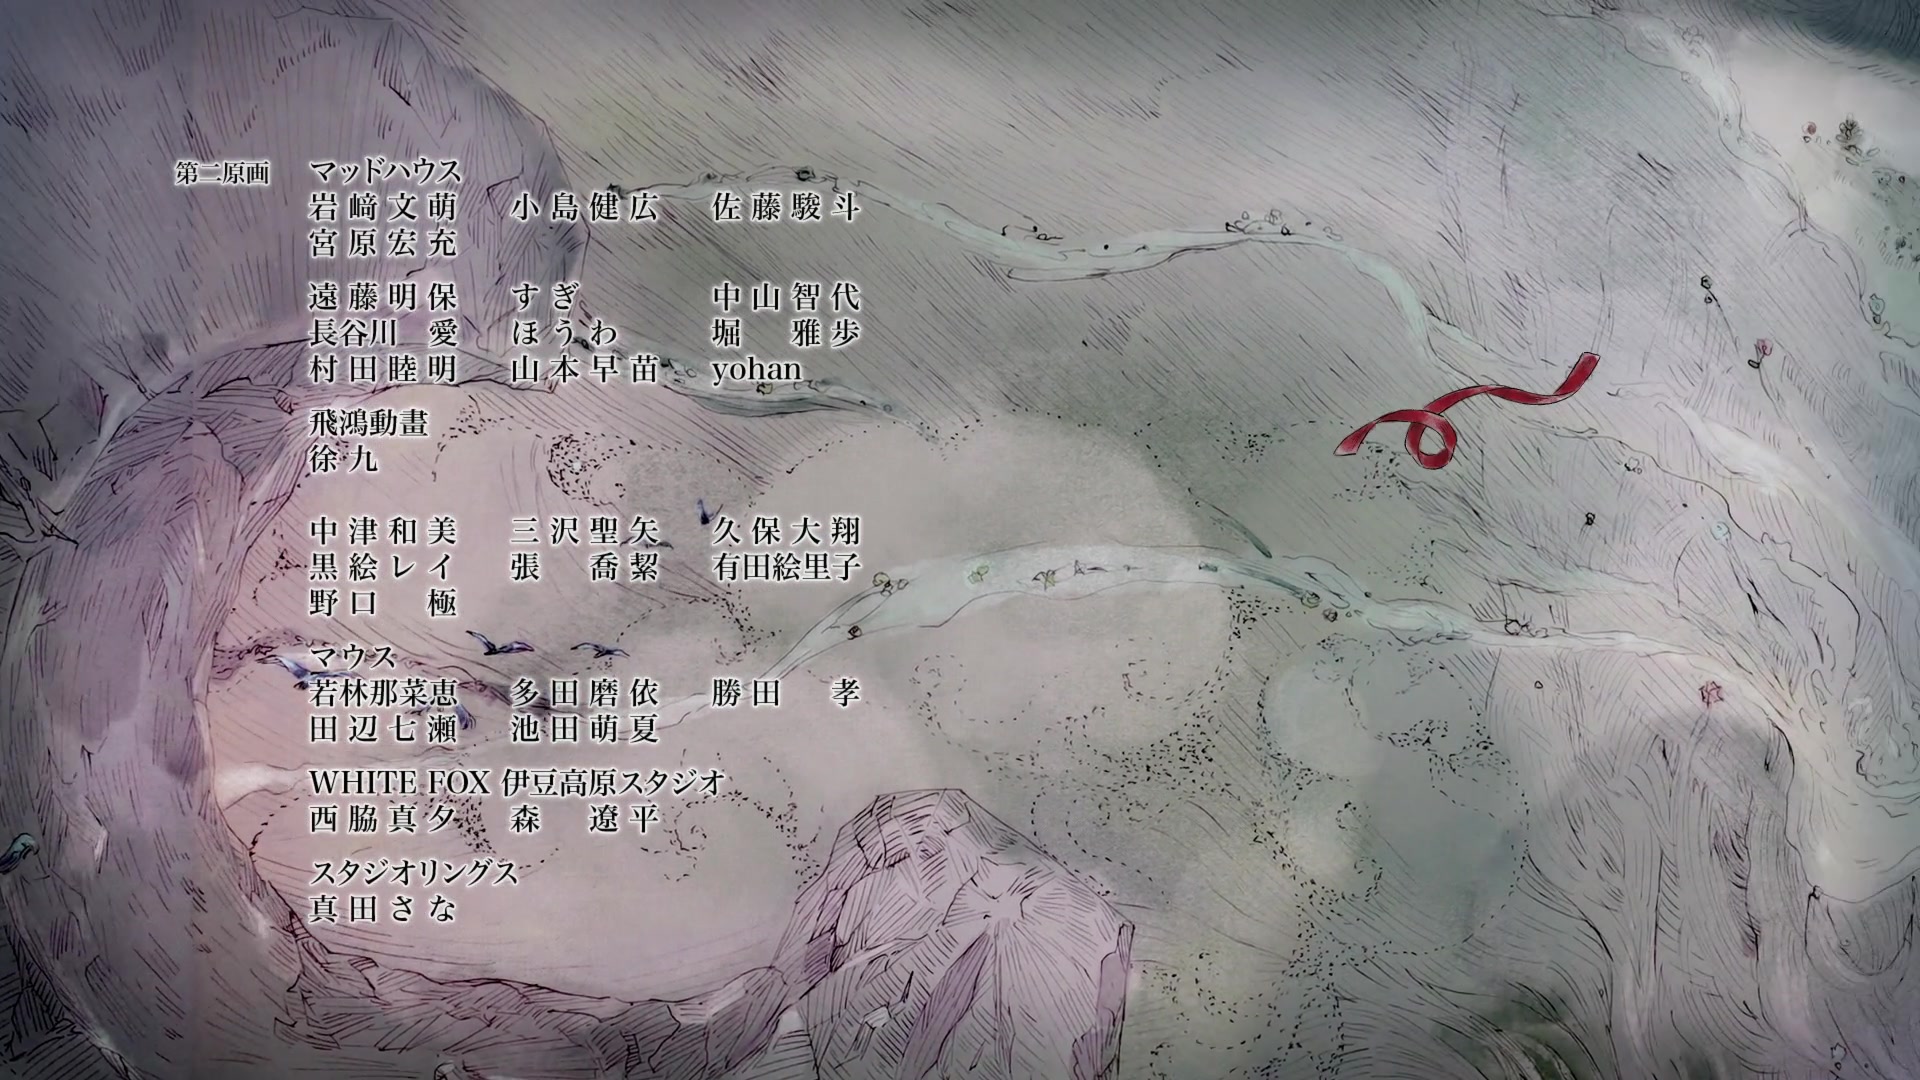 第二原画 マッドハウス
岩﨑文萌 小島健広 佐藤駿斗
宮原宏充
遠藤明保 すぎ 中山智代
長谷川 愛 ほうわ 堀 雅歩
村田睦明 山本早苗 yohan
飛鴻動畫
徐九
中津和美 三沢聖矢 久保大翔
黒絵レイ 張 喬絜 有田絵里子
野口 極
マウス
若林那菜恵 多田磨依 勝田 孝
田辺七瀬 池田萌夏
WHITE FOX 伊豆高原スタジオ
西脇真夕 森 遼平
スタジオリングス
真田さな